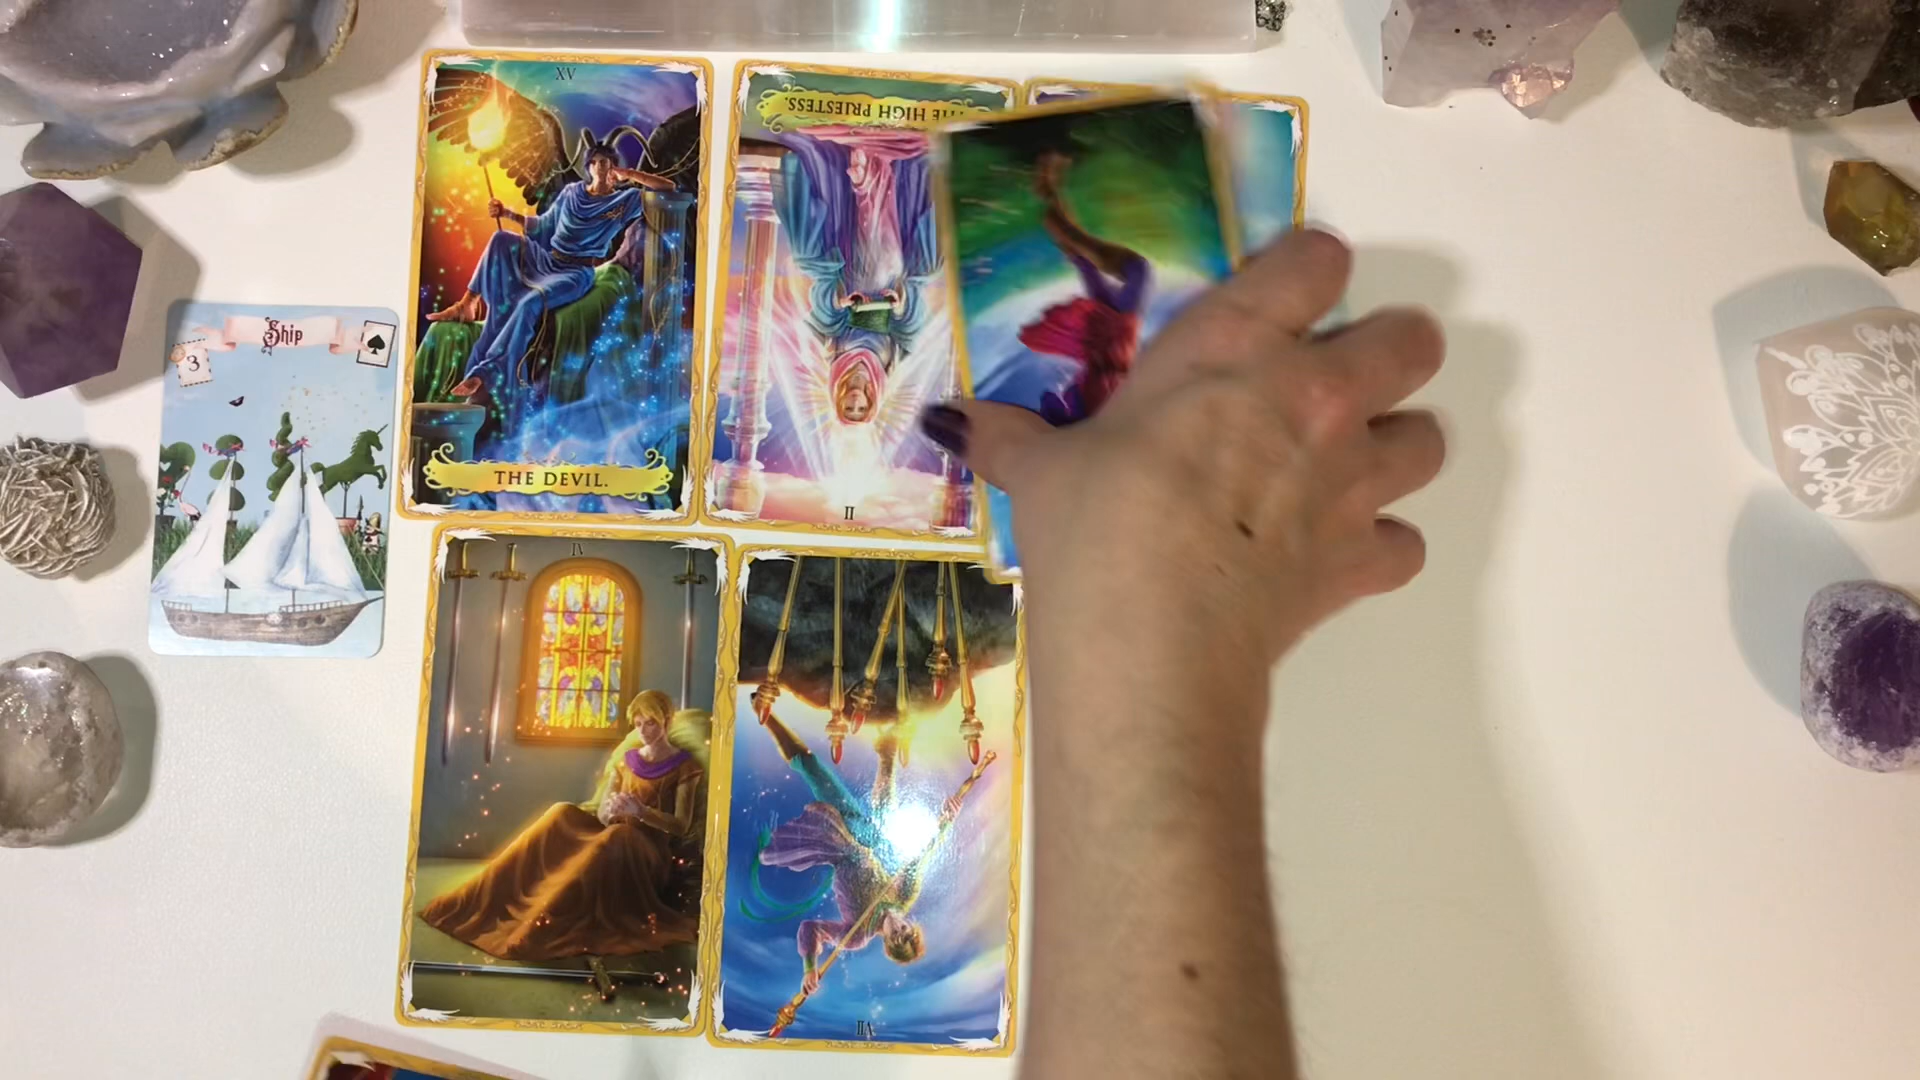 XV
THE HIGH PRIESTESS.
Ship
3
THE DEVIL.
II
IV
VII